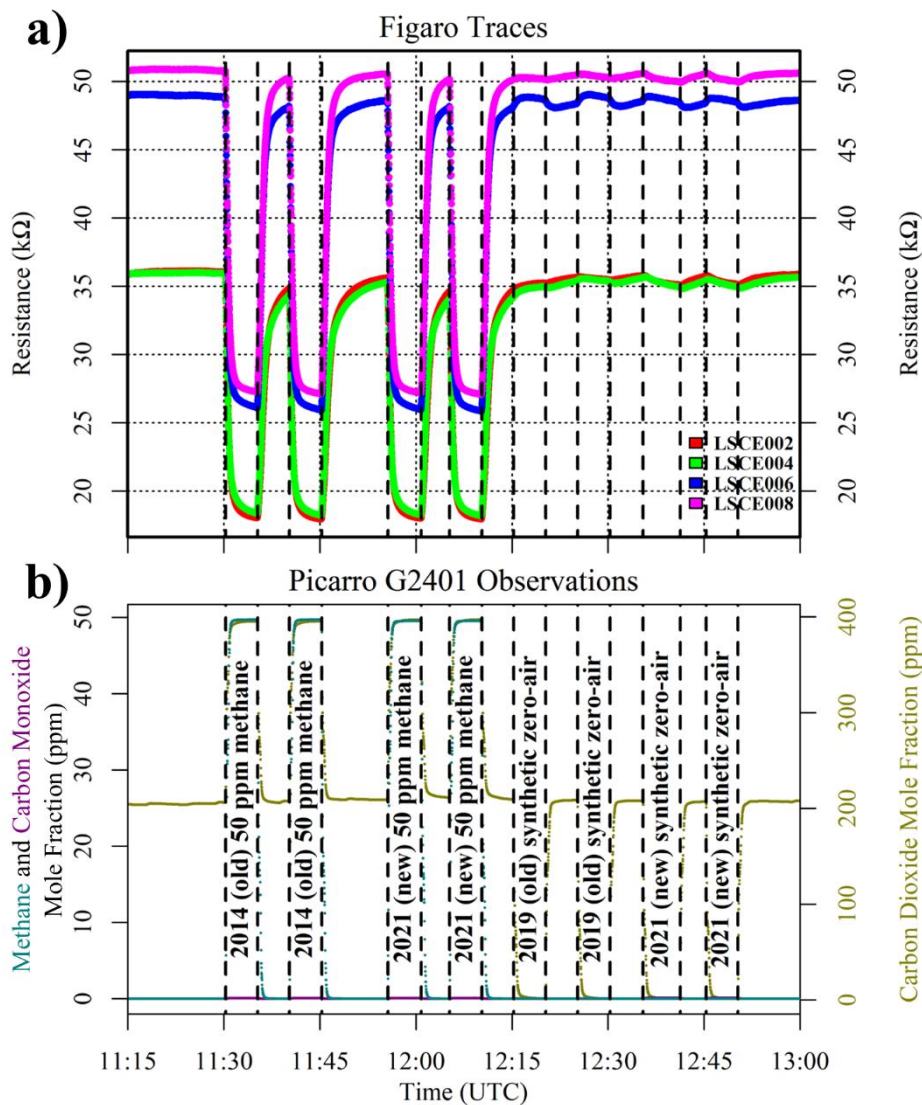 a)
Figaro Traces
50
45
40
35
30
25
20
Resistance (kΩ)
50
45
40
35
30
25
20
Resistance (kΩ)
LSCE002
LSCE004
LSCE006
LSCE008
b)
Picarro G2401 Observations
Methane and Carbon Monoxide
Mole Fraction (ppm)
50
40
30
20
10
0
2014 (old) 50 ppm methane
2014 (old) 50 ppm methane
2021 (new) 50 ppm methane
2021 (new) 50 ppm methane
2019 (old) synthetic zero-air
2019 (old) synthetic zero-air
2021 (new) synthetic zero-air
2021 (new) synthetic zero-air
400
300
200
100
0
Carbon Dioxide Mole Fraction (ppm)
11:15 11:30 11:45 12:00 12:15 12:30 12:45 13:00
Time (UTC)